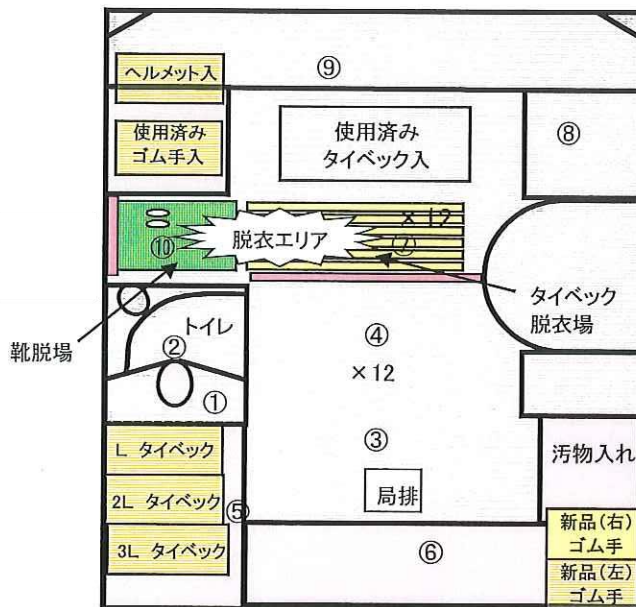 ⑨
ヘルメット入
使用済み
ゴム手入
使用済み
タイベック入
⑧
⑩
脱衣エリア
×12
⑦
タイベック
脱衣場
靴脱場
トイレ
②
①
④
×12
③
局排
L タイベック
2L タイベック
3L タイベック
⑤
⑥
汚物入れ
新品(右)
ゴム手
新品(左)
ゴム手